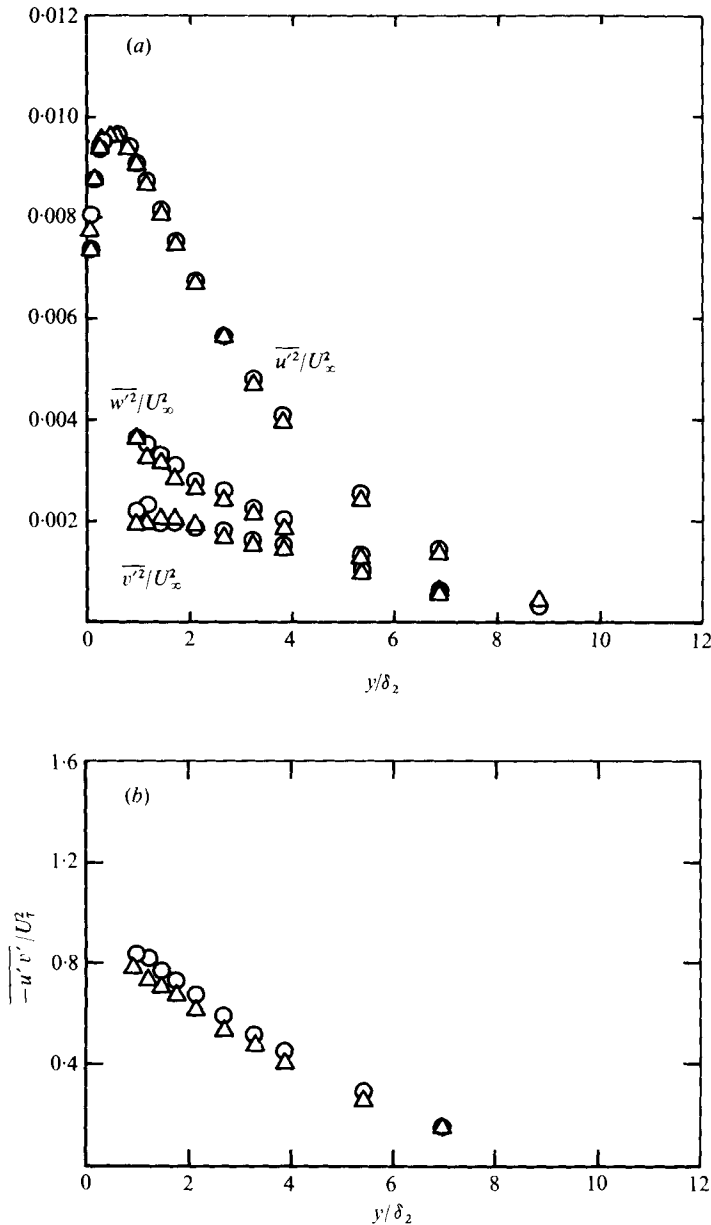 0·012
(a)
0·010
0·008
0·006
0·004
0·002
$\overline{u'^2}/U_\infty^2$
$\overline{w'^2}/U_\infty^2$
$\overline{v'^2}/U_\infty^2$
0 2 4 6 8 10 12
y/δ₂
1·6
(b)
1·2
0·8
0·4
$\overline{-u'v'}/U_\tau^2$
0 2 4 6 8 10 12
y/δ₂